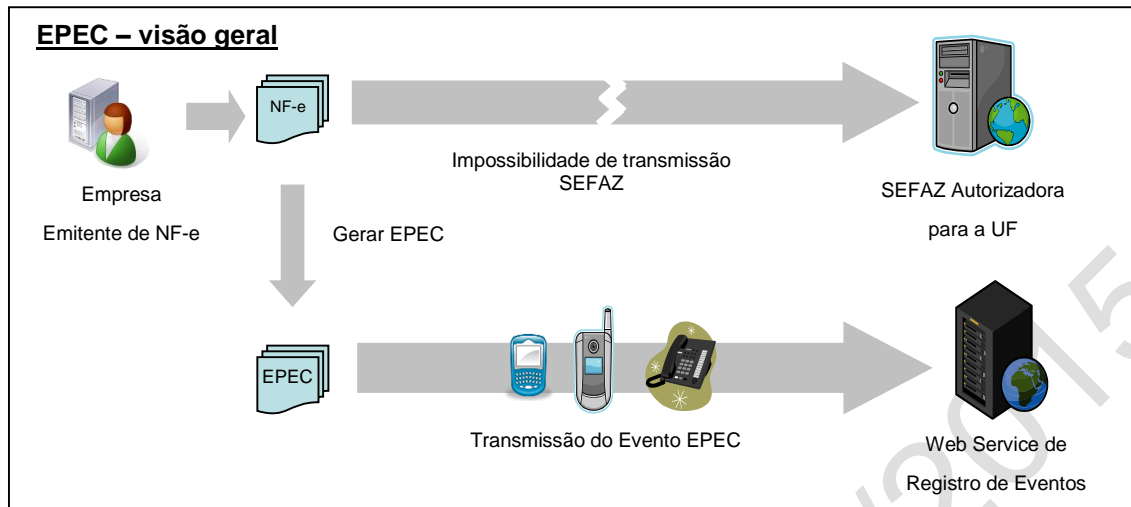 EPEC – visão geral
NF-e
Impossibilidade de transmissão
SEFAZ
Empresa
Emitente de NF-e
SEFAZ Autorizadora
para a UF
Gerar EPEC
EPEC
Transmissão do Evento EPEC
Web Service de
Registro de Eventos
/2015